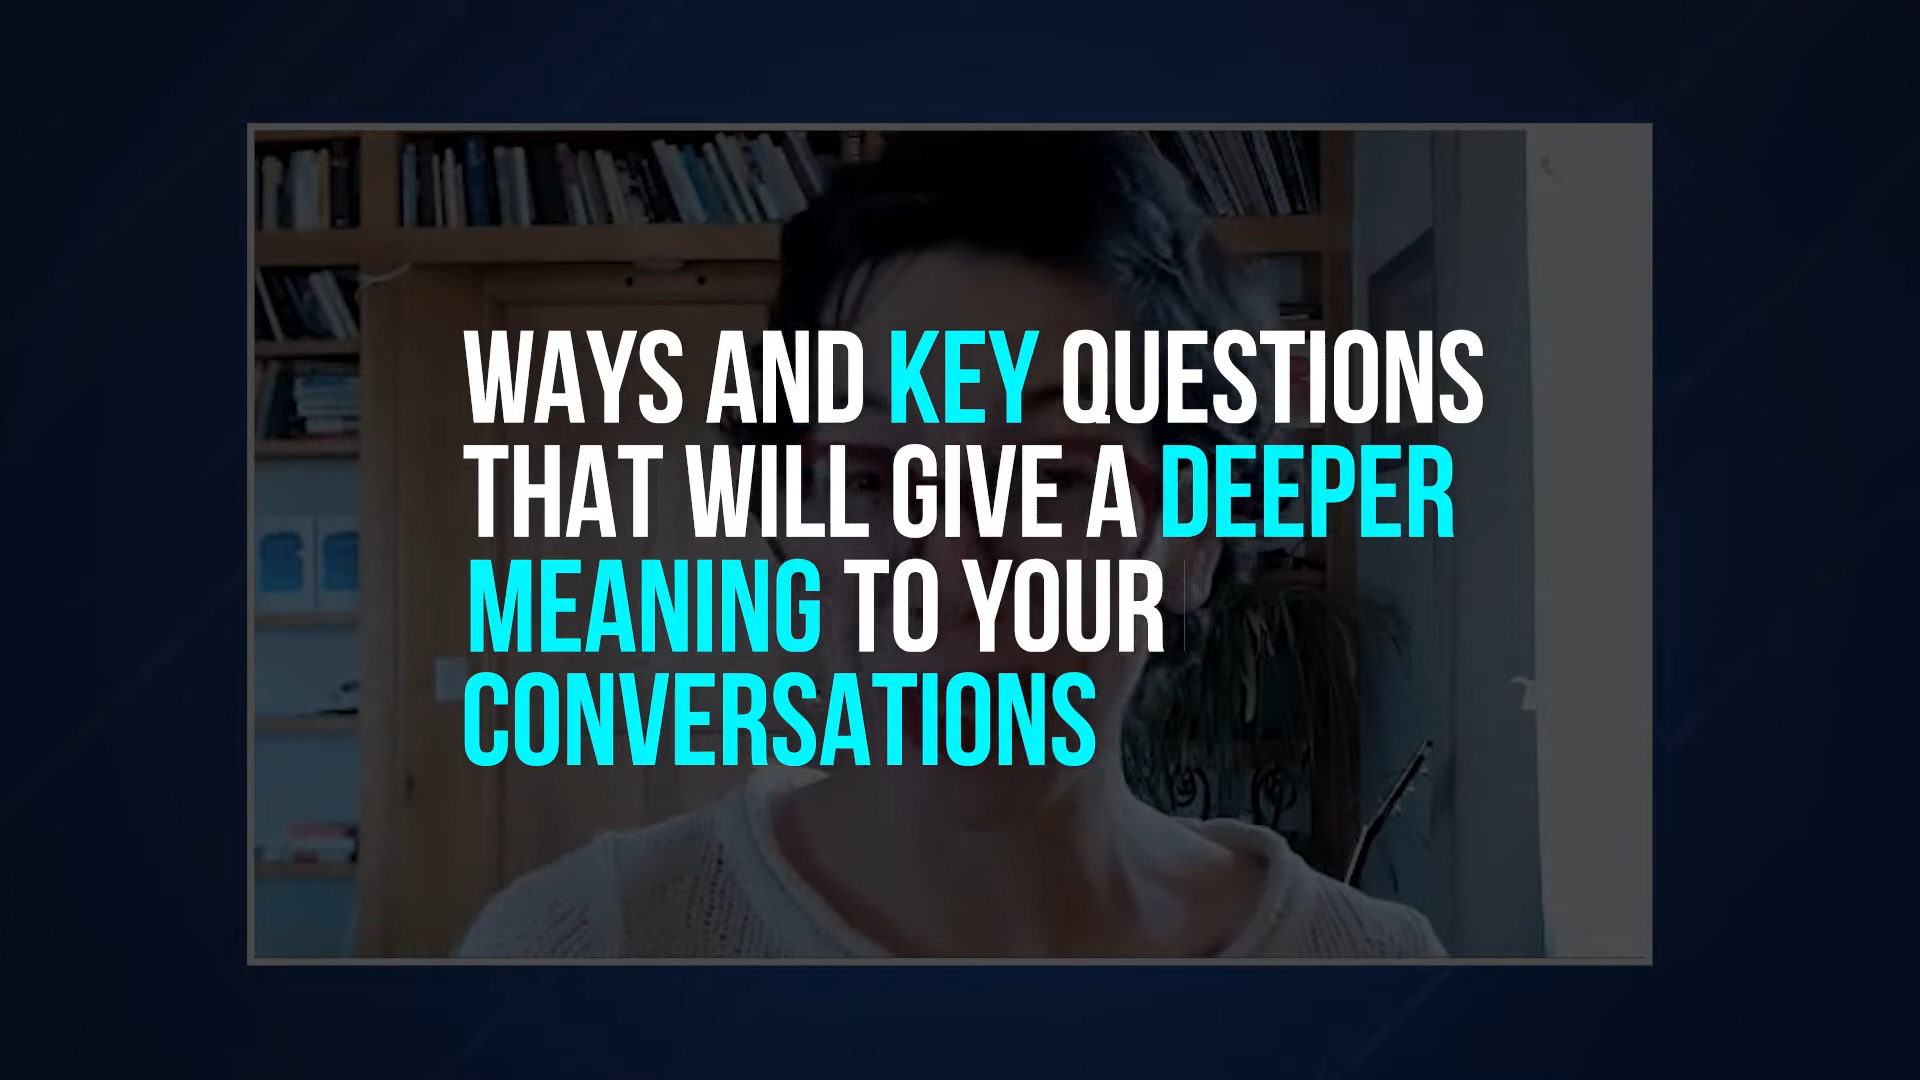 WAYS AND KEY QUESTIONS
THAT WILL GIVE A DEEPER
MEANING TO YOUR
CONVERSATIONS